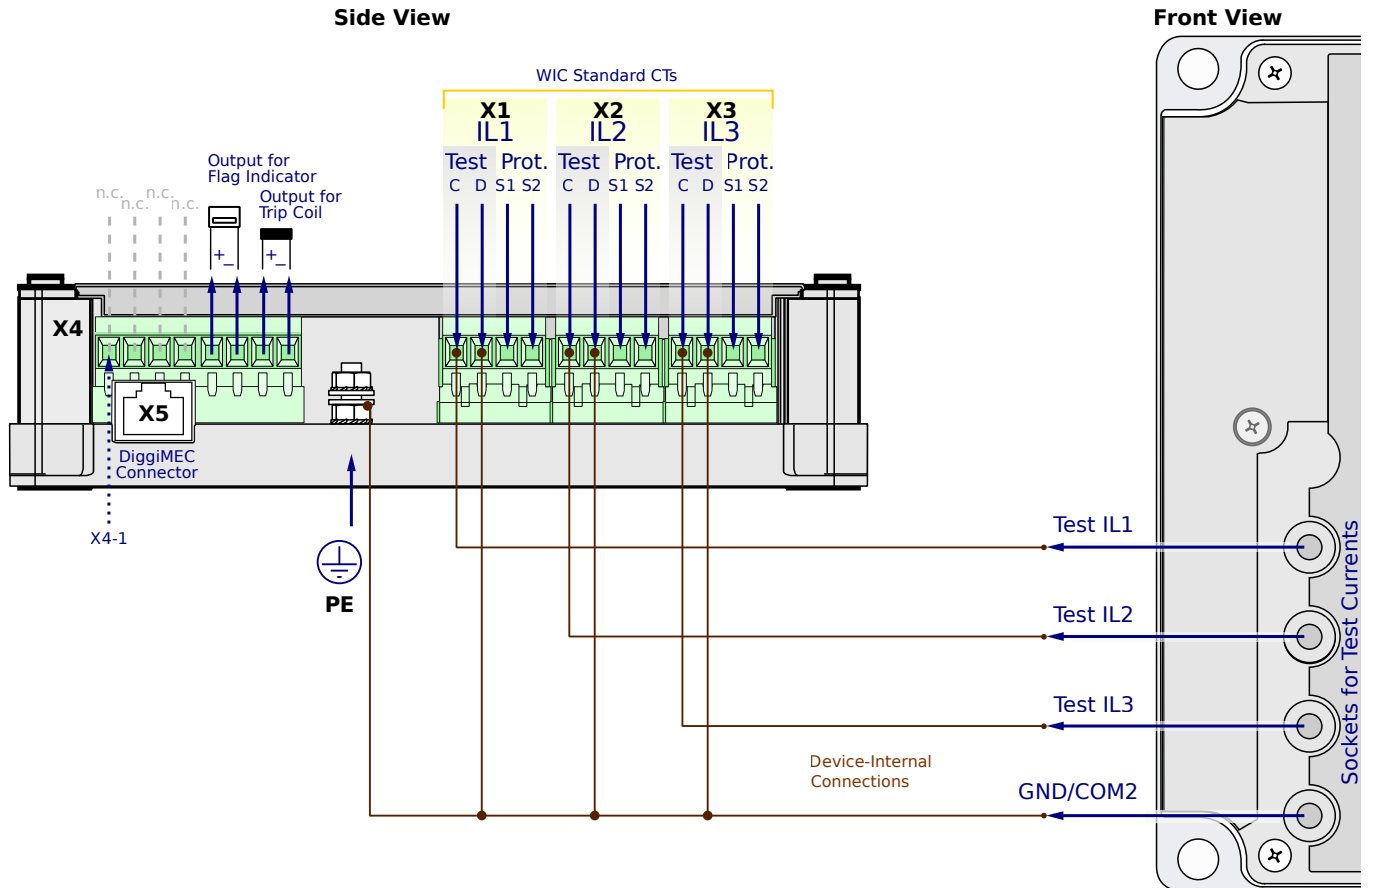 Side View
Front View
WIC Standard CTs
X1
X2
X3
IL1
IL2
IL3
Test Prot.
Test Prot.
Test Prot.
C D S1 S2
C D S1 S2
C D S1 S2
Output for
Flag Indicator
Output for
Trip Coil
n.c.
n.c.
n.c.
n.c.
+ −
+ −
X4
X5
DiggiMEC
Connector
X4-1
PE
Test IL1
Test IL2
Test IL3
GND/COM2
Device-Internal
Connections
Sockets for Test Currents